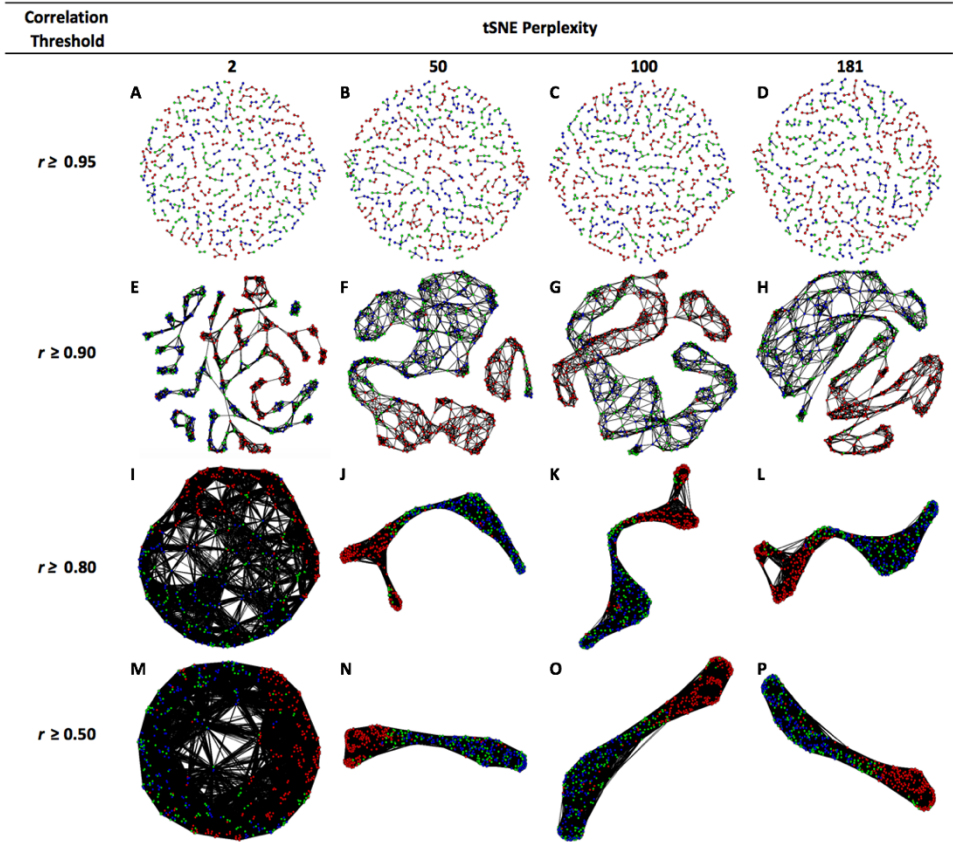 Correlation
Threshold
tSNE Perplexity
2 50 100 181
A B C D
r ≥ 0.95
E F G H
r ≥ 0.90
I J K L
r ≥ 0.80
M N O P
r ≥ 0.50